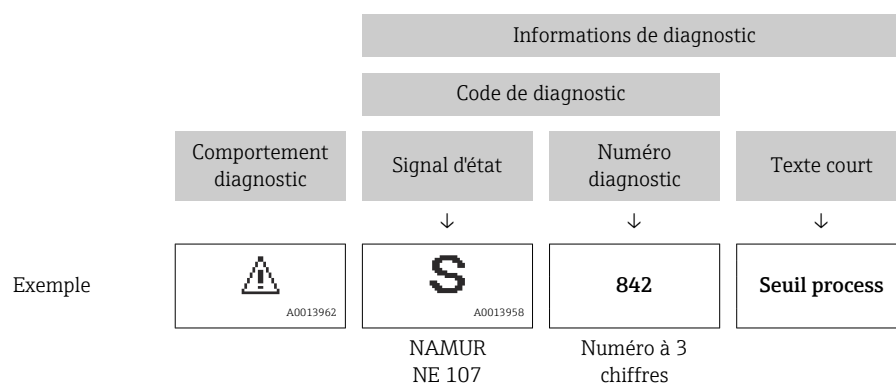 Informations de diagnostic
Code de diagnostic
Comportement
diagnostic
Signal d'état
Numéro
diagnostic
Texte court
↓ ↓ ↓
Exemple
A0013962
S
A0013958
842
Seuil process
NAMUR
NE 107
Numéro à 3
chiffres